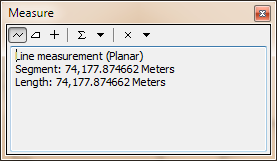 Measure
Line measurement (Planar)
Segment: 74,177.874662 Meters
Length: 74,177.874662 Meters